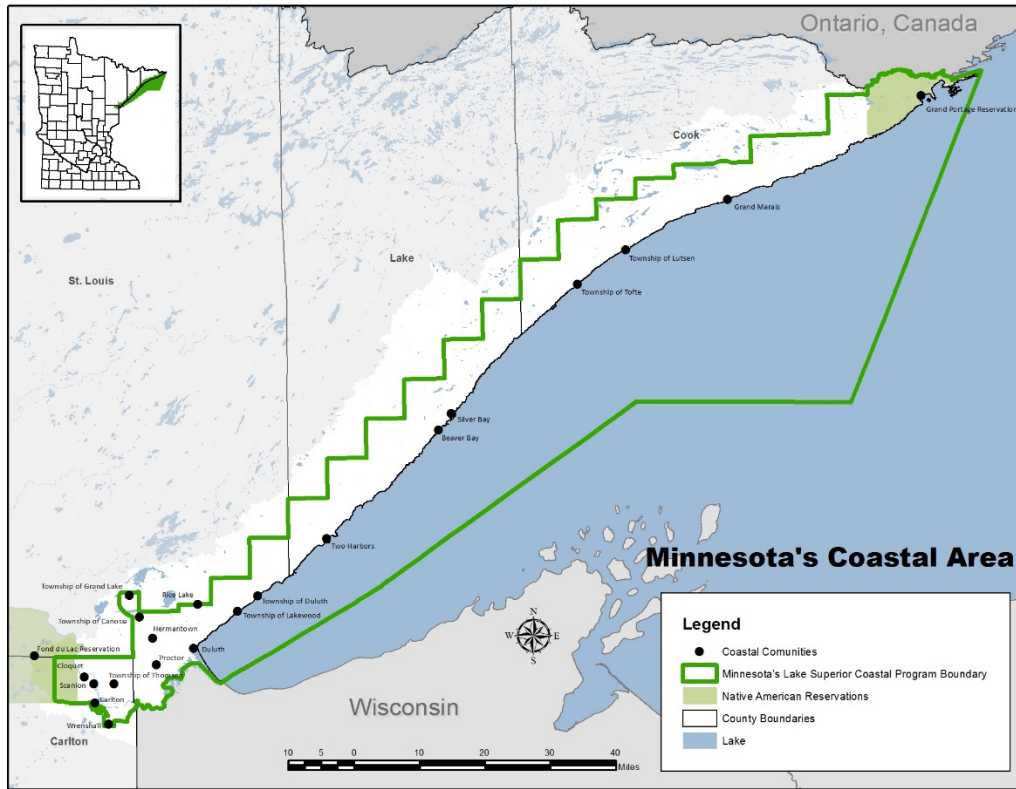 Ontario, Canada
Grand Portage Reservation
Cook
Grand Marais
Lake
Township of Lutsen
St. Louis
Township of Tofte
Silver Bay
Beaver Bay
Two Harbors
Minnesota's Coastal Area
Township of Grand Lake
Rice Lake
Township of Duluth
Township of Lakewood
Township of Canosia
Hermantown
Duluth
Fond du Lac Reservation
Proctor
Cloquet
Township of Thomson
Scanlon
Carlton
Wrenshall
Carlton
Wisconsin
N
W
E
S
Legend
Coastal Comunities
Minnesota's Lake Superior Coastal Program Boundary
Native American Reservations
County Boundaries
Lake
10 5 0 10 20 30 40
Miles